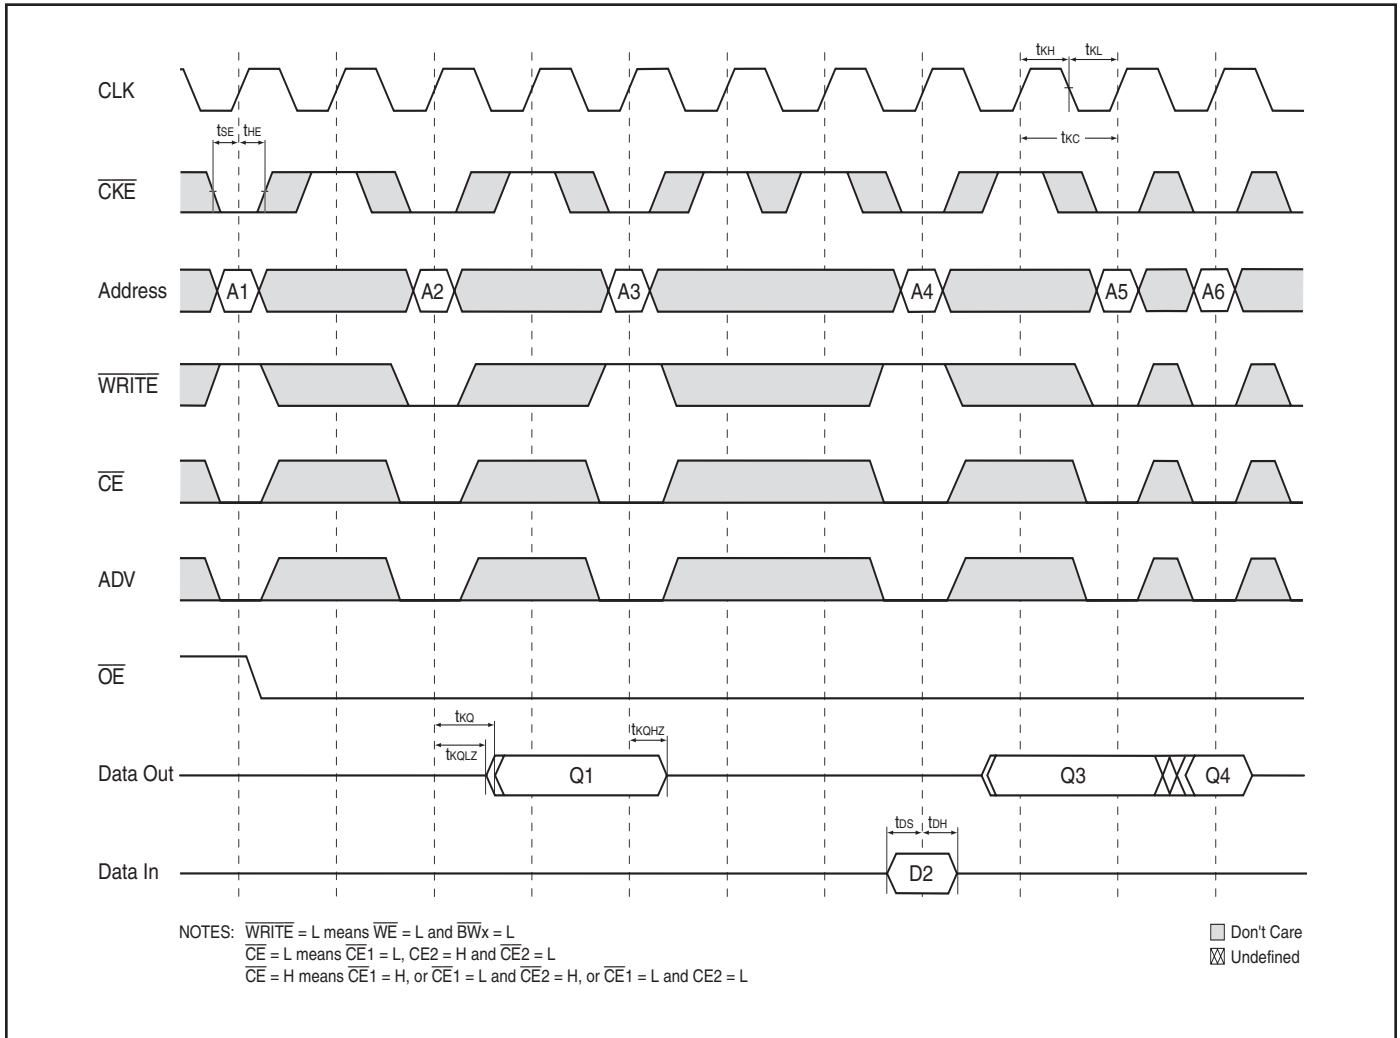 tKH tKL
CLK
tSE tHE
tKC
CKE
Address A1 A2 A3 A4 A5 A6
WRITE
CE
ADV
OE
tKQ
tKQHZ
tKQLZ
Data Out Q1 Q3 Q4
tDS tDH
Data In D2
NOTES: WRITE = L means WE = L and BWx = L
CE = L means CE1 = L, CE2 = H and CE2 = L
CE = H means CE1 = H, or CE1 = L and CE2 = H, or CE1 = L and CE2 = L
Don't Care
Undefined